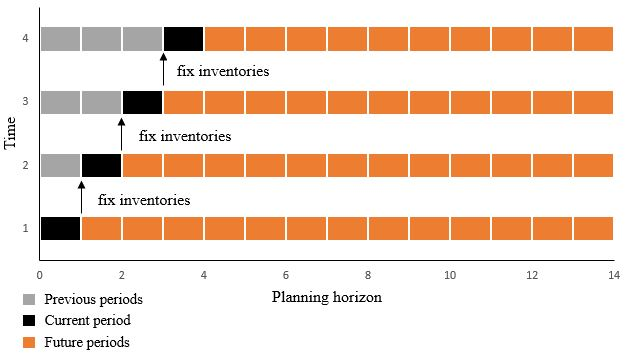 4
fix inventories
3
fix inventories
Time
2
fix inventories
1
0 2 4 6 8 10 12 14
Planning horizon
Previous periods
Current period
Future periods